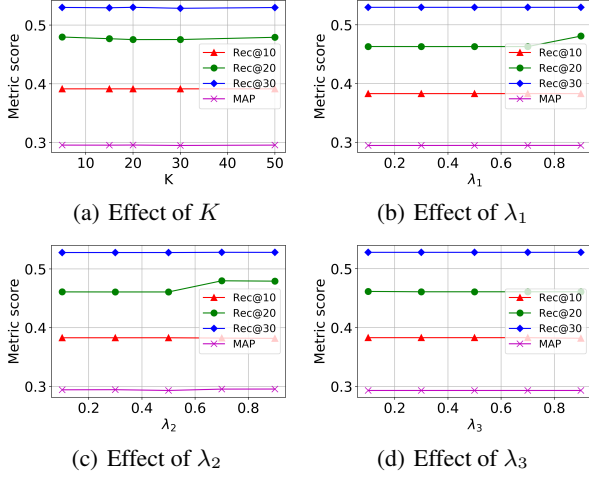 0.5
0.4
0.3
Metric score
Rec@10
Rec@20
Rec@30
MAP
10 20 30 40 50
K
(a) Effect of K
0.5
0.4
0.3
Metric score
Rec@10
Rec@20
Rec@30
MAP
0.2 0.4 0.6 0.8
λ1
(b) Effect of λ1
0.5
0.4
0.3
Metric score
Rec@10
Rec@20
Rec@30
MAP
0.2 0.4 0.6 0.8
λ2
(c) Effect of λ2
0.5
0.4
0.3
Metric score
Rec@10
Rec@20
Rec@30
MAP
0.2 0.4 0.6 0.8
λ3
(d) Effect of λ3